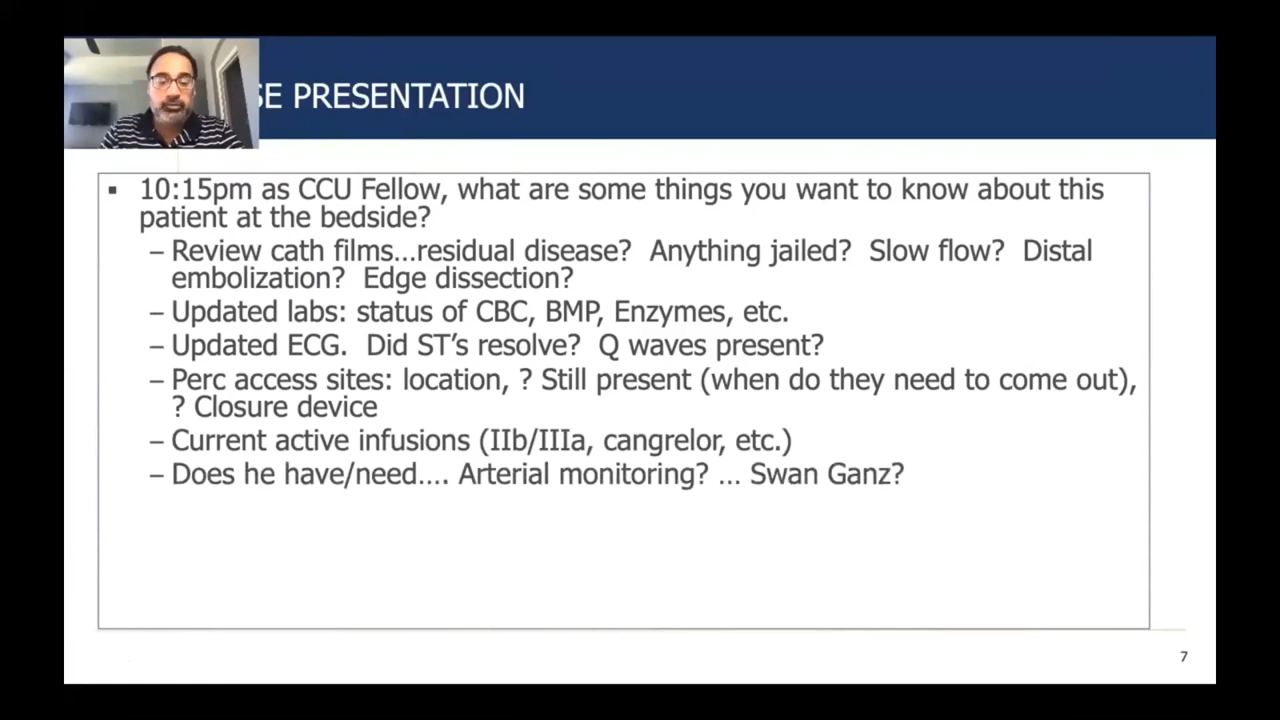 SE PRESENTATION
▪ 10:15pm as CCU Fellow, what are some things you want to know about this
patient at the bedside?
– Review cath films…residual disease? Anything jailed? Slow flow? Distal
embolization? Edge dissection?
– Updated labs: status of CBC, BMP, Enzymes, etc.
– Updated ECG. Did ST’s resolve? Q waves present?
– Perc access sites: location, ? Still present (when do they need to come out),
? Closure device
– Current active infusions (IIb/IIIa, cangrelor, etc.)
– Does he have/need…. Arterial monitoring? … Swan Ganz?
7